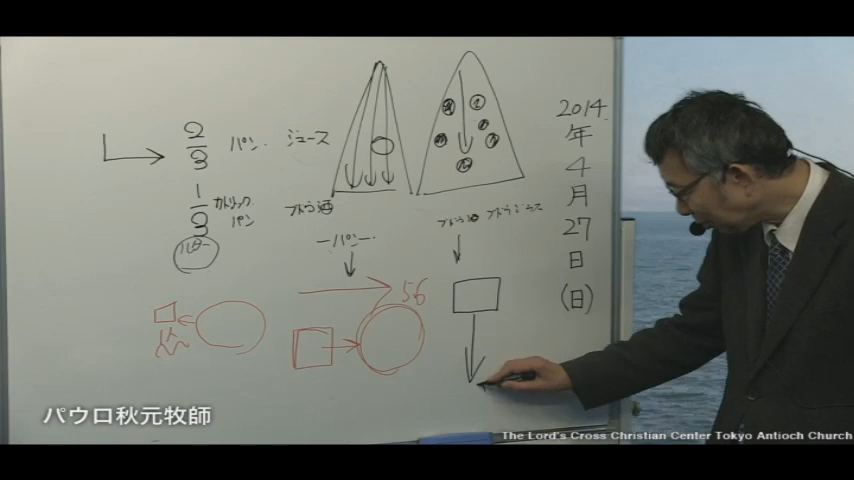 2/3 パン. ジュース
1/3 カトリック パン ブドウ酒
ルター
ーパンー.
ブドウ酒 ブドウジュース
56
2014.
年
4
月
27
日
(日)
パウロ秋元牧師
The Lord's Cross Christian Center Tokyo Antioch Church